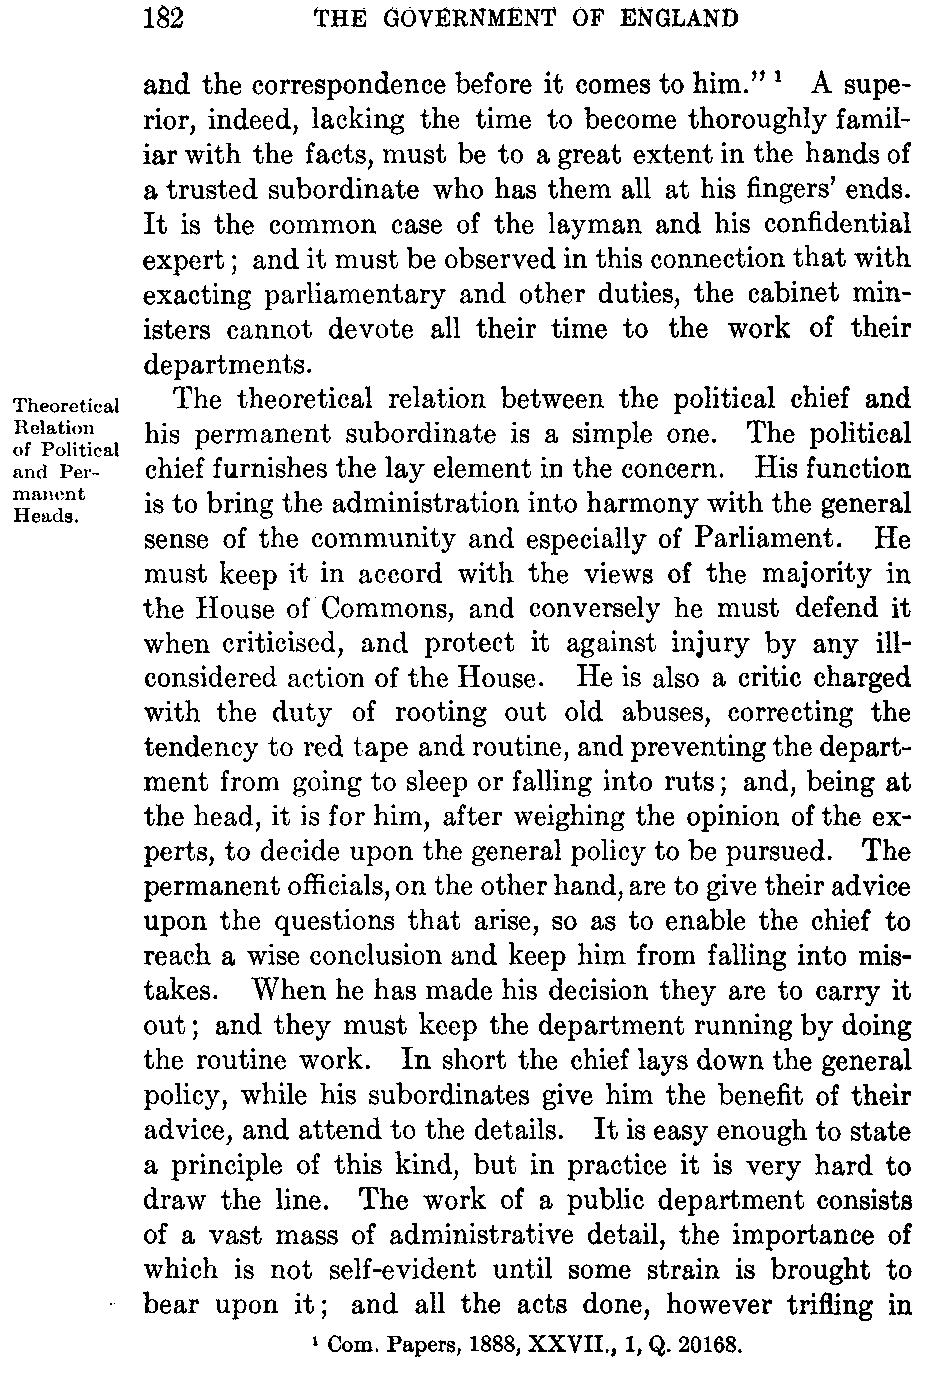 182 THE GOVERNMENT OF ENGLAND
and the correspondence before it comes to him." ¹ A supe-
rior, indeed, lacking the time to become thoroughly famil-
iar with the facts, must be to a great extent in the hands of
a trusted subordinate who has them all at his fingers' ends.
It is the common case of the layman and his confidential
expert; and it must be observed in this connection that with
exacting parliamentary and other duties, the cabinet min-
isters cannot devote all their time to the work of their
departments.
Theoretical
Relation
of Political
and Per-
manent
Heads.
The theoretical relation between the political chief and
his permanent subordinate is a simple one. The political
chief furnishes the lay element in the concern. His function
is to bring the administration into harmony with the general
sense of the community and especially of Parliament. He
must keep it in accord with the views of the majority in
the House of Commons, and conversely he must defend it
when criticised, and protect it against injury by any ill-
considered action of the House. He is also a critic charged
with the duty of rooting out old abuses, correcting the
tendency to red tape and routine, and preventing the depart-
ment from going to sleep or falling into ruts; and, being at
the head, it is for him, after weighing the opinion of the ex-
perts, to decide upon the general policy to be pursued. The
permanent officials, on the other hand, are to give their advice
upon the questions that arise, so as to enable the chief to
reach a wise conclusion and keep him from falling into mis-
takes. When he has made his decision they are to carry it
out; and they must keep the department running by doing
the routine work. In short the chief lays down the general
policy, while his subordinates give him the benefit of their
advice, and attend to the details. It is easy enough to state
a principle of this kind, but in practice it is very hard to
draw the line. The work of a public department consists
of a vast mass of administrative detail, the importance of
which is not self-evident until some strain is brought to
bear upon it; and all the acts done, however trifling in
¹ Com. Papers, 1888, XXVII., 1, Q. 20168.